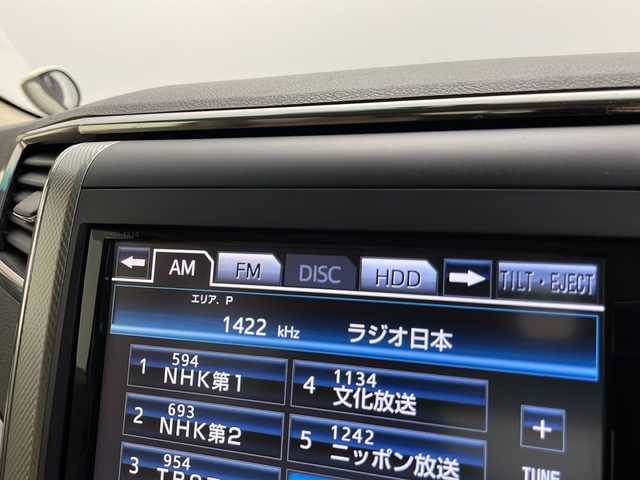 AM FM DISC HDD TILT・EJECT
エリア. P
1422 kHz ラジオ日本
1 594 NHK第1
4 1134 文化放送
2 693 NHK第2
5 1242 ニッポン放送
3 954
TUNE